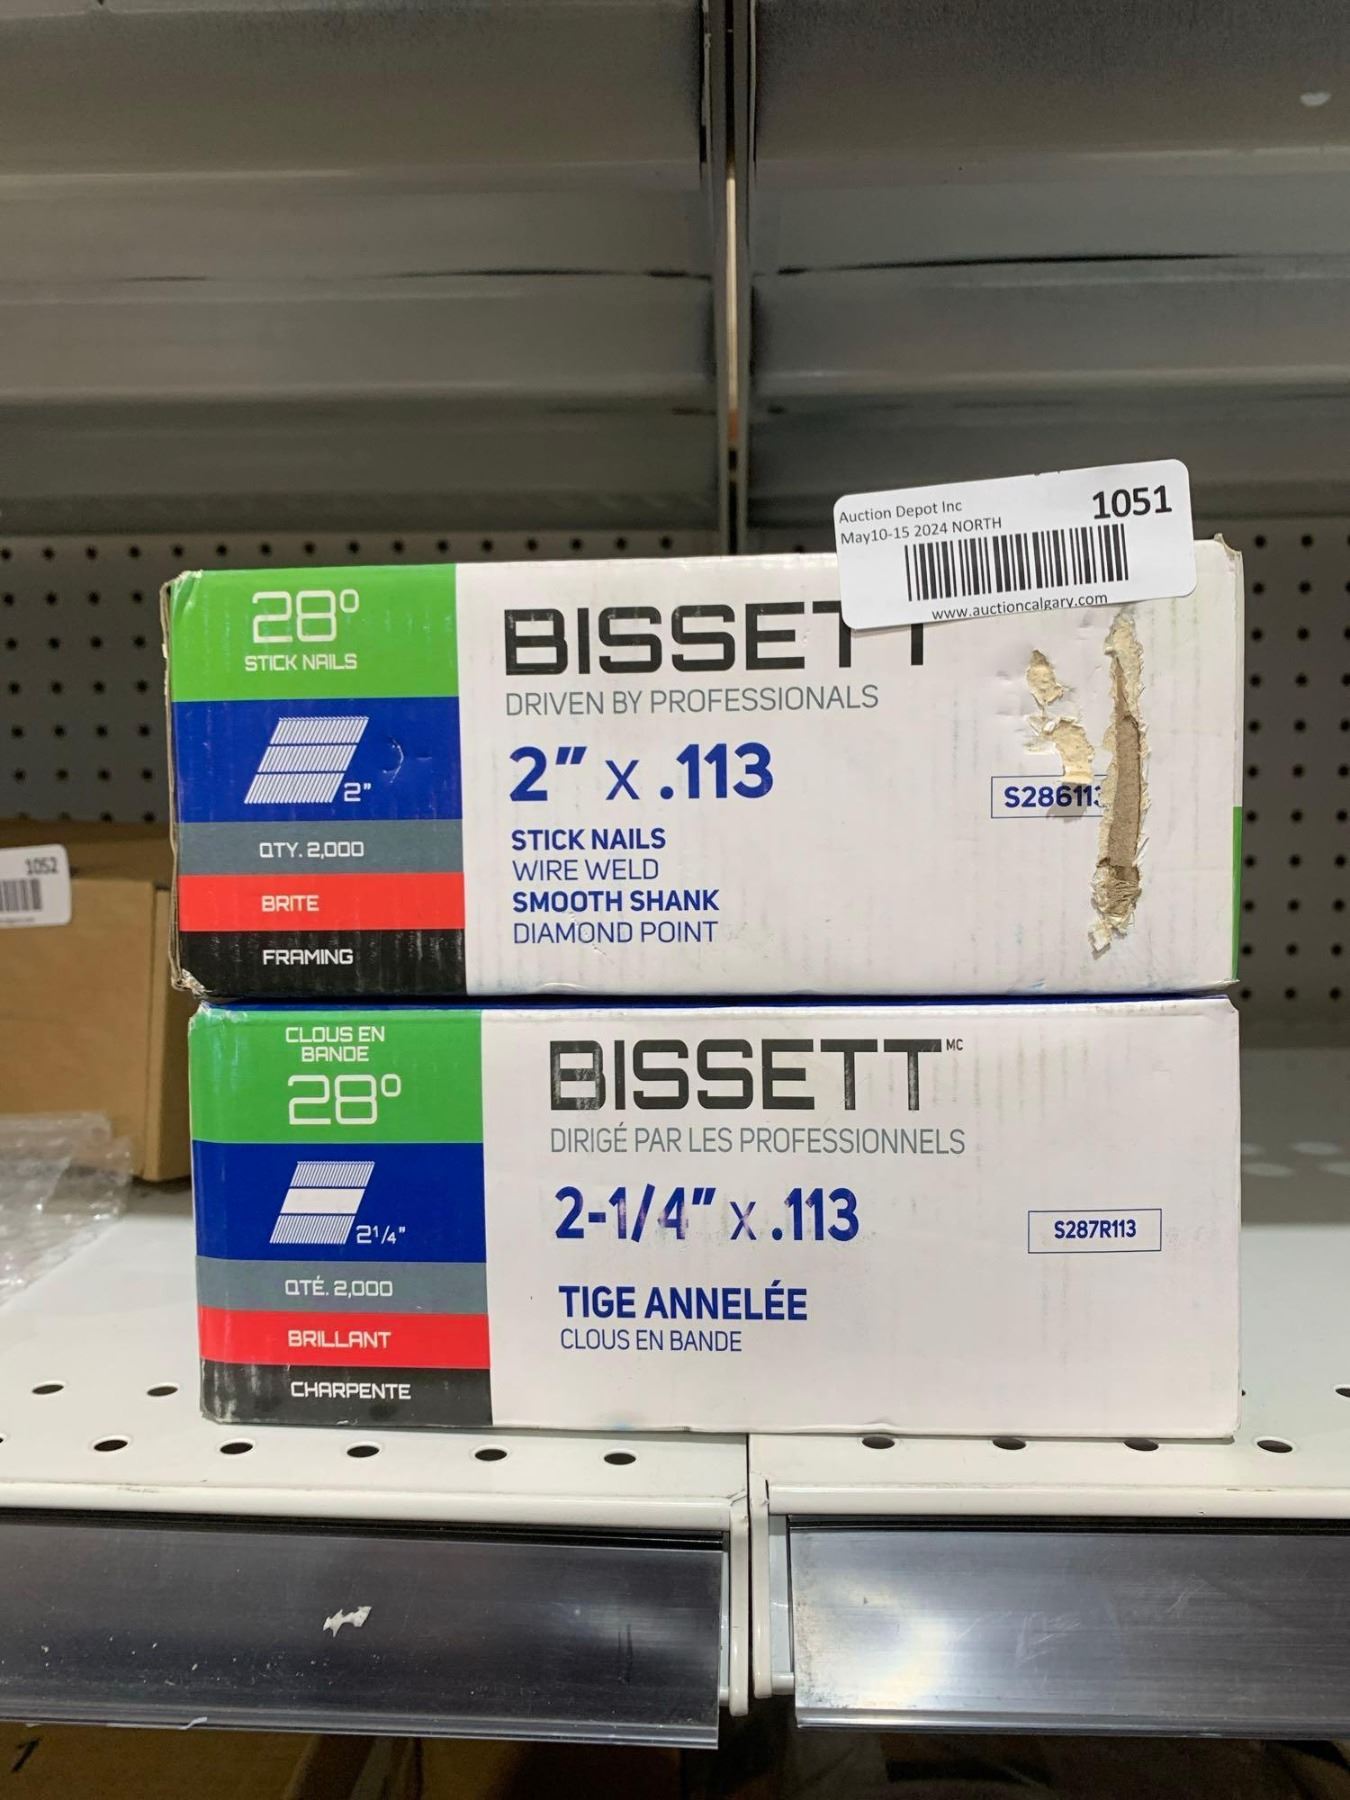 Auction Depot Inc
1051
May10-15 2024 NORTH
www.auctioncalgary.com
28°
STICK NAILS
2"
QTY. 2,000
BRITE
FRAMING
BISSETT
DRIVEN BY PROFESSIONALS
2" x .113
S286113
STICK NAILS
WIRE WELD
SMOOTH SHANK
DIAMOND POINT
1052
CLOUS EN
BANDE
28°
2 1/4"
QTÉ. 2,000
BRILLANT
CHARPENTE
BISSETT MC
DIRIGÉ PAR LES PROFESSIONNELS
2-1/4" x .113
S287R113
TIGE ANNELÉE
CLOUS EN BANDE